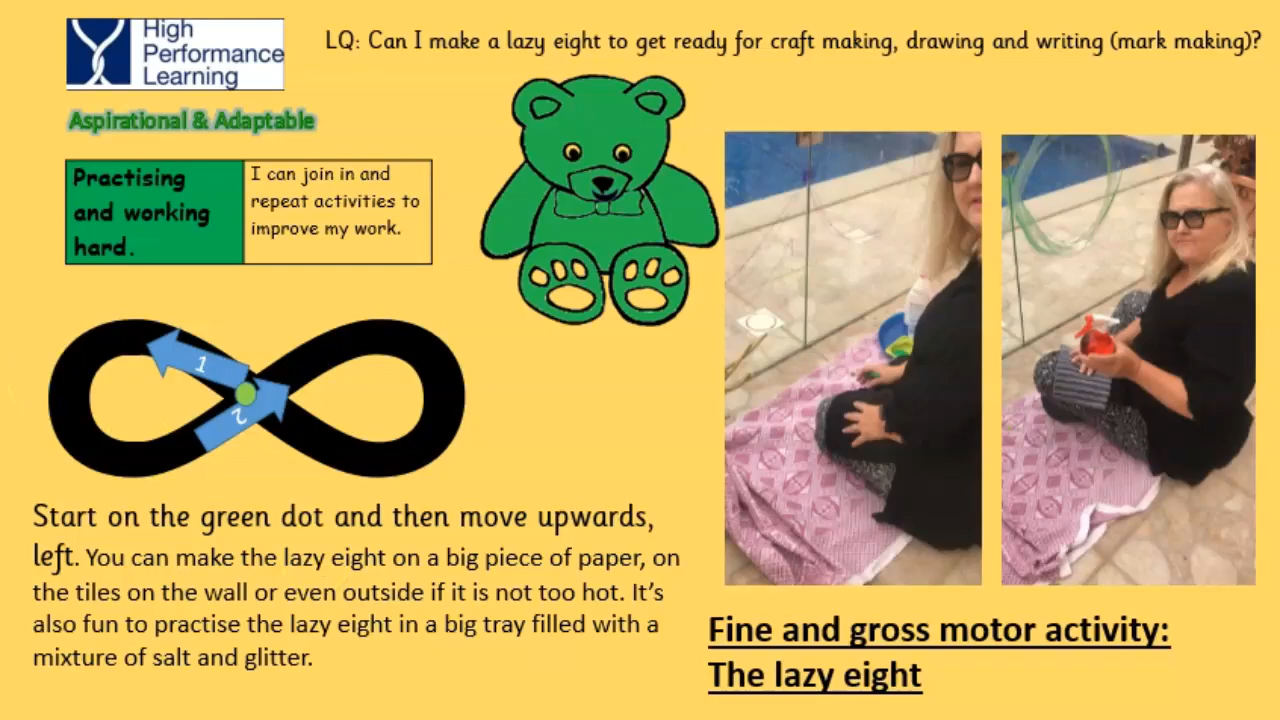 High
Performance
Learning
LQ: Can I make a lazy eight to get ready for craft making, drawing and writing (mark making)?
Aspirational & Adaptable
Practising
and working
hard.
I can join in and
repeat activities to
improve my work.
1
2
Start on the green dot and then move upwards,
left. You can make the lazy eight on a big piece of paper, on
the tiles on the wall or even outside if it is not too hot. It’s
also fun to practise the lazy eight in a big tray filled with a
mixture of salt and glitter.
Fine and gross motor activity:
The lazy eight